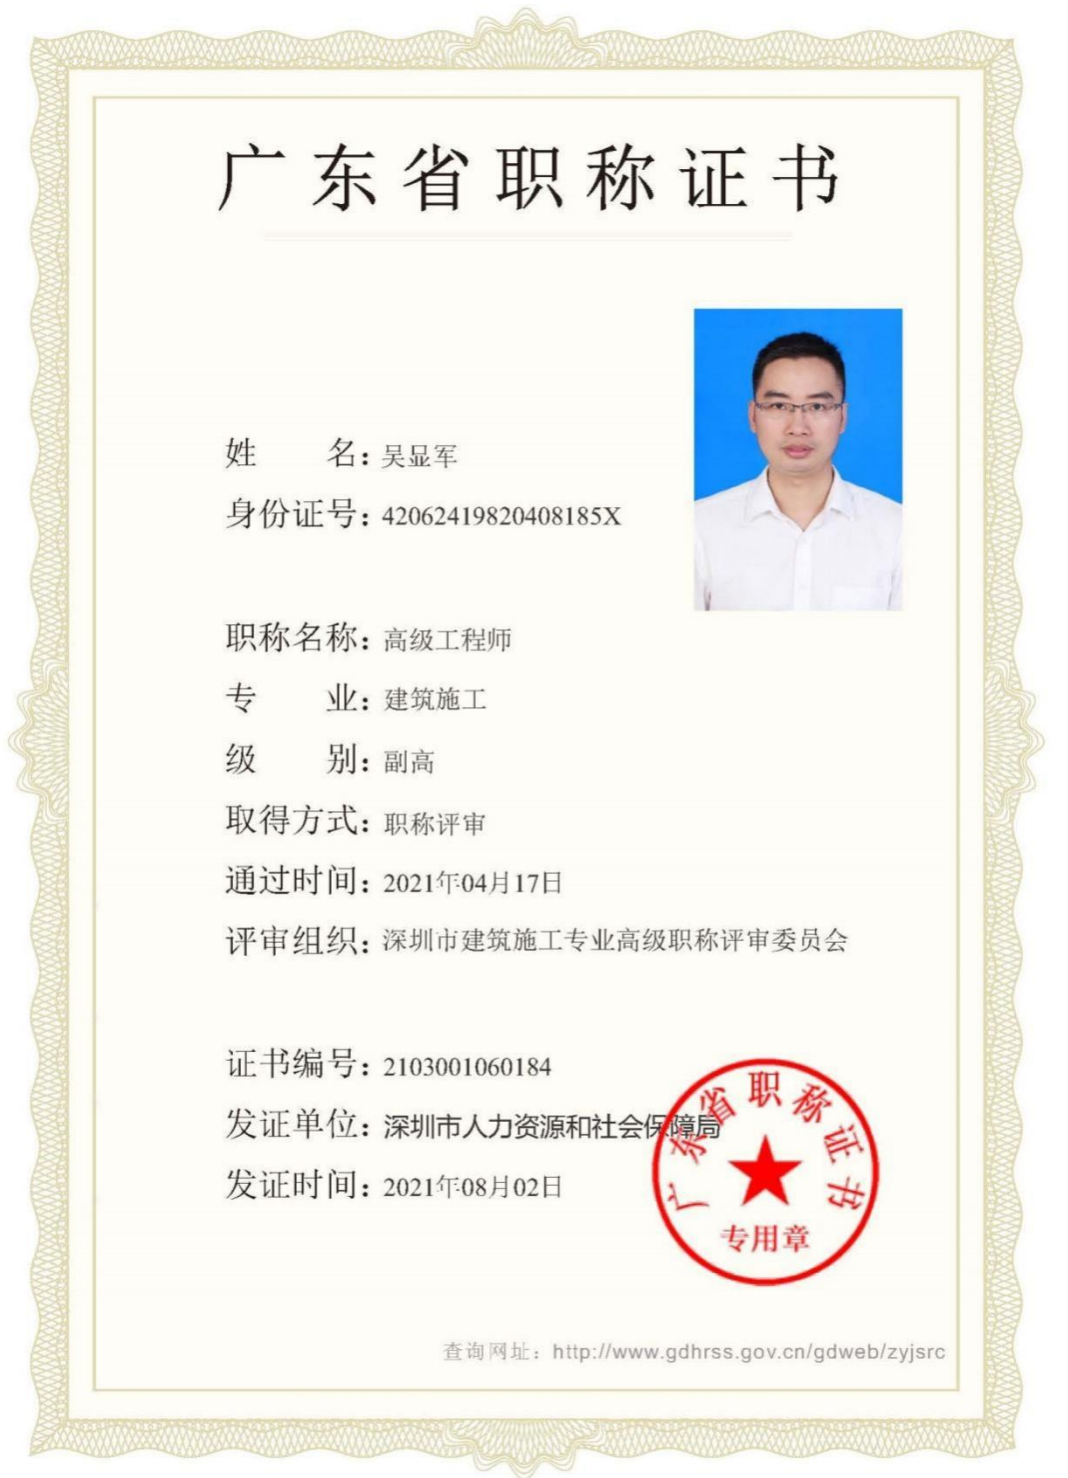 广东省职称证书
姓　　名：吴显军
身份证号：42062419820408185X
职称名称：高级工程师
专　　业：建筑施工
级　　别：副高
取得方式：职称评审
通过时间：2021年04月17日
评审组织：深圳市建筑施工专业高级职称评审委员会
证书编号：2103001060184
发证单位：深圳市人力资源和社会保障局
发证时间：2021年08月02日
广东省职称证书
专用章
查询网址：http://www.gdhrss.gov.cn/gdweb/zyjsrc